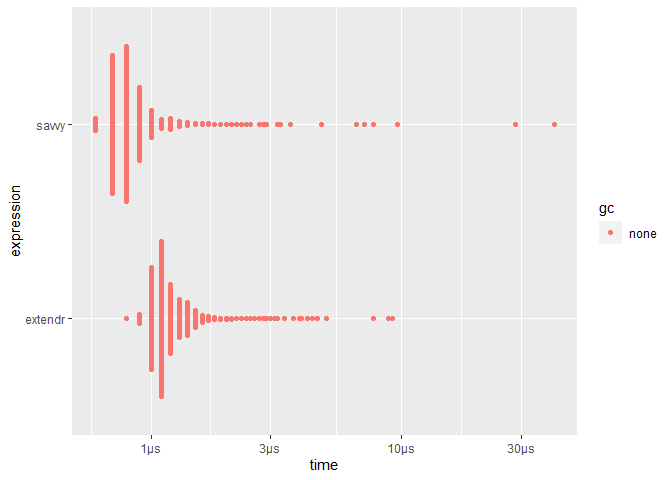 savvy
extendr
expression
1µs
3µs
10µs
30µs
time
gc
none